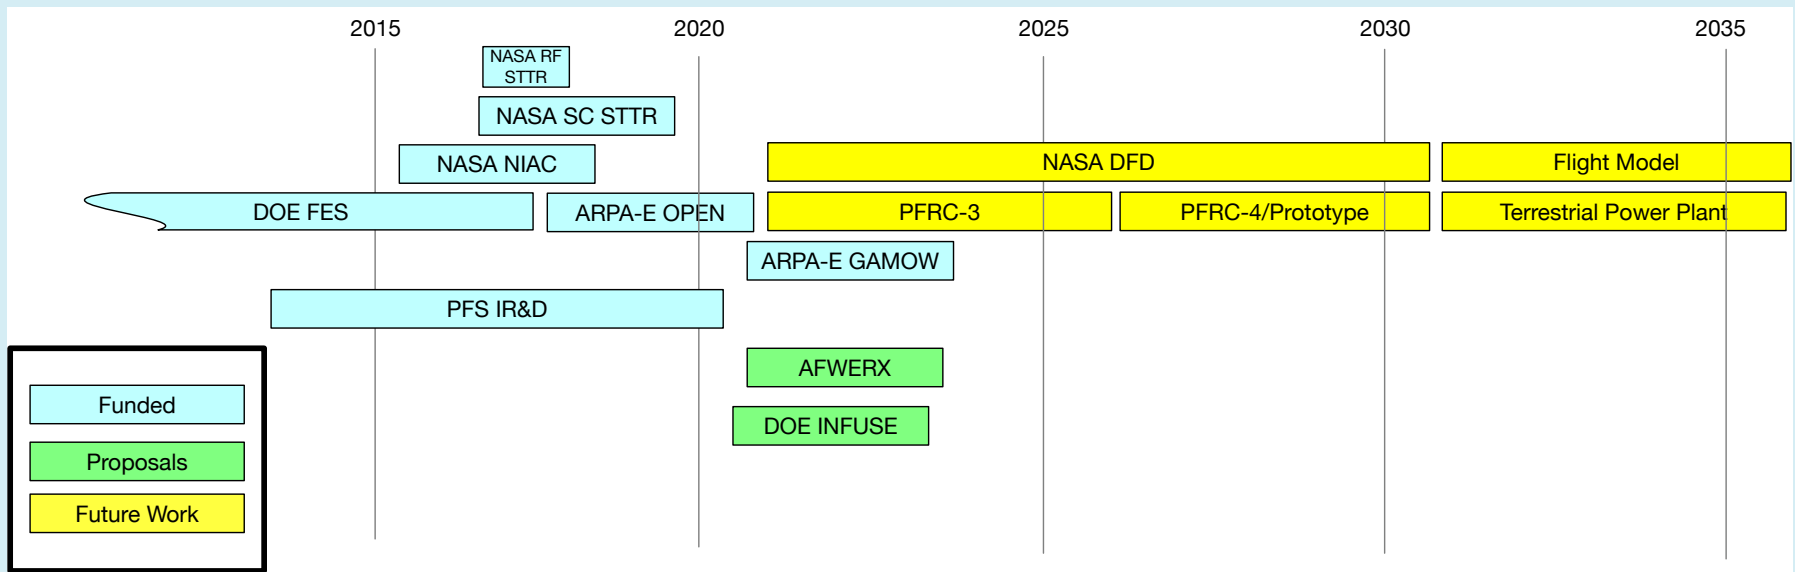 2015
2020
2025
2030
2035
NASA RF
STTR
NASA SC STTR
NASA NIAC
NASA DFD
Flight Model
DOE FES
ARPA-E OPEN
PFRC-3
PFRC-4/Prototype
Terrestrial Power Plant
ARPA-E GAMOW
PFS IR&D
AFWERX
DOE INFUSE
Funded
Proposals
Future Work